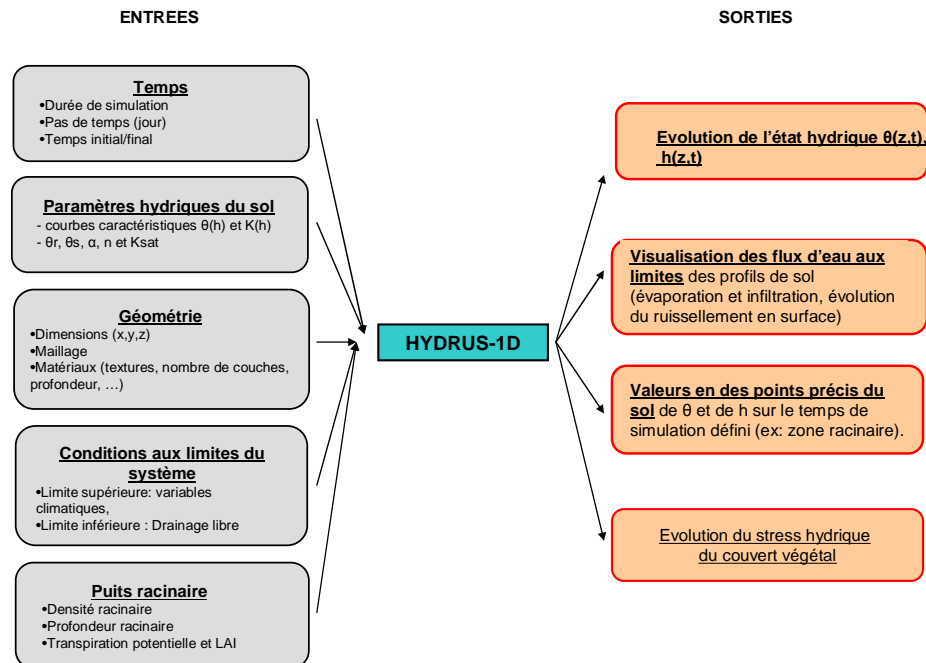 ENTREES
Temps
•Durée de simulation
•Pas de temps (jour)
•Temps initial/final
Paramètres hydriques du sol
- courbes caractéristiques θ(h) et K(h)
- θr, θs, α, n et Ksat
Géométrie
•Dimensions (x,y,z)
•Maillage
•Matériaux (textures, nombre de couches,
profondeur, …)
Conditions aux limites du
système
•Limite supérieure: variables
climatiques,
•Limite inférieure : Drainage libre
Puits racinaire
•Densité racinaire
•Profondeur racinaire
•Transpiration potentielle et LAI
HYDRUS-1D
SORTIES
Evolution de l’état hydrique θ(z,t),
h(z,t)
Visualisation des flux d’eau aux
limites des profils de sol
(évaporation et infiltration, évolution
du ruissellement en surface)
Valeurs en des points précis du
sol de θ et de h sur le temps de
simulation défini (ex: zone racinaire).
Evolution du stress hydrique
du couvert végétal